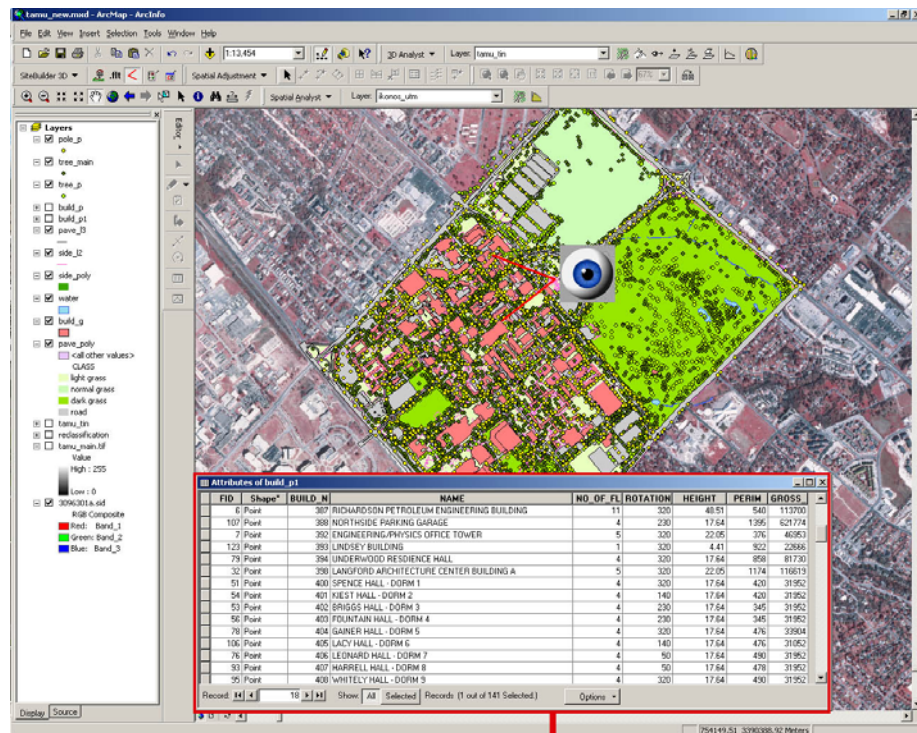 tamu_new.mxd - ArcMap - ArcInfo
File Edit View Insert Selection Tools Window Help
1:13,454 3D Analyst Layer: tamu_tin
SiteBuilder 3D .flt Spatial Adjustment 67%
Spatial Analyst Layer: ikonos_utm
Editor
Layers
pole_p
tree_main
tree_p
build_p
build_p1
pave_l3
side_l2
side_poly
water
build_g
pave_poly
<all other values>
CLASS
light grass
normal grass
dark grass
road
tamu_tin
reclassification
tamu_main.tif
Value
High : 255
Low : 0
3096301a.sid
RGB Composite
Red: Band_1
Green: Band_2
Blue: Band_3
Display Source
Attributes of build_p1
FID Shape* BUILD_N NAME NO_OF_FL ROTATION HEIGHT PERIM GROSS
6 Point 387 RICHARDSON PETROLEUM ENGINEERING BUILDING 11 320 48.51 540 113700
107 Point 388 NORTHSIDE PARKING GARAGE 4 230 17.64 1395 621774
7 Point 392 ENGINEERING/PHYSICS OFFICE TOWER 5 320 22.05 376 46953
123 Point 393 LINDSEY BUILDING 1 320 4.41 922 22666
79 Point 394 UNDERWOOD RESDIENCE HALL 4 320 17.64 858 81730
32 Point 398 LANGFORD ARCHITECTURE CENTER BUILDING A 5 320 22.05 1174 116619
51 Point 400 SPENCE HALL - DORM 1 4 320 17.64 420 31952
54 Point 401 KIEST HALL - DORM 2 4 140 17.64 420 31952
53 Point 402 BRIGGS HALL - DORM 3 4 230 17.64 345 31952
56 Point 403 FOUNTAIN HALL - DORM 4 4 230 17.64 345 31952
78 Point 404 GAINER HALL - DORM 5 4 320 17.64 476 33904
106 Point 405 LACY HALL - DORM 6 4 140 17.64 476 31052
76 Point 406 LEONARD HALL - DORM 7 4 50 17.64 490 31952
93 Point 407 HARRELL HALL - DORM 8 4 50 17.64 478 31952
95 Point 408 WHITELY HALL - DORM 9 4 320 17.64 490 31952
Record: 18 Show: All Selected Records (1 out of 141 Selected.) Options
754149.51 3390388.92 Meters